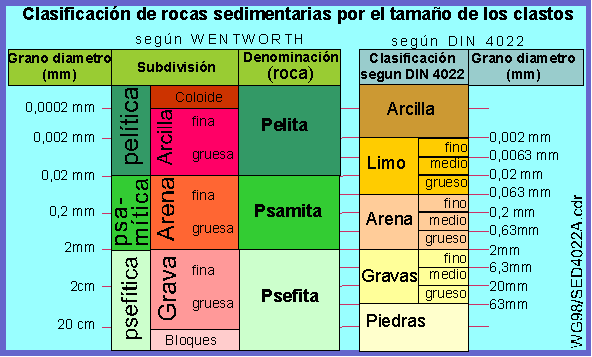 Clasificación de rocas sedimentarias por el tamaño de los clastos
según WENTWORTH
según DIN 4022
Grano diametro
(mm)
Subdivisión
Denominación
(roca)
Clasificación
segun DIN 4022
Grano diametro
(mm)
0,0002 mm
0,002 mm
0,02 mm
0,2 mm
2mm
2cm
20 cm
pelítica
Coloide
Arcilla
fina
gruesa
Pelita
psa-
mítica
Arena
fina
gruesa
Psamita
psefítica
Grava
fina
gruesa
Bloques
Psefita
Arcilla
Limo
fino
medio
grueso
Arena
fino
medio
grueso
Gravas
fino
medio
grueso
Piedras
0,002 mm
0,0063 mm
0,02 mm
0,063 mm
0,2 mm
0,63mm
2mm
6,3mm
20mm
63mm
WG98/SED4022A.cdr